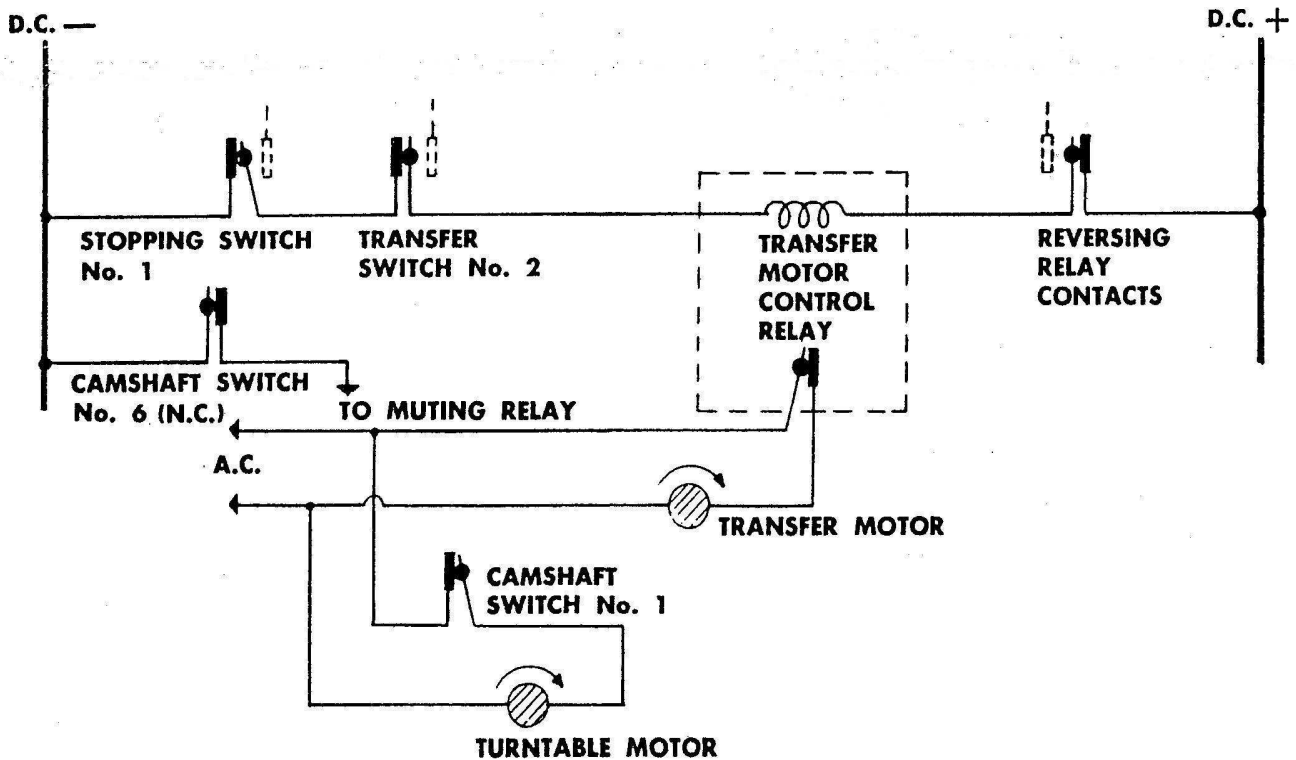 D.C. —
D.C. +
STOPPING SWITCH
No. 1
TRANSFER
SWITCH No. 2
TRANSFER
MOTOR
CONTROL
RELAY
REVERSING
RELAY
CONTACTS
CAMSHAFT SWITCH
No. 6 (N.C.)
TO MUTING RELAY
A.C.
TRANSFER MOTOR
CAMSHAFT
SWITCH No. 1
TURNTABLE MOTOR